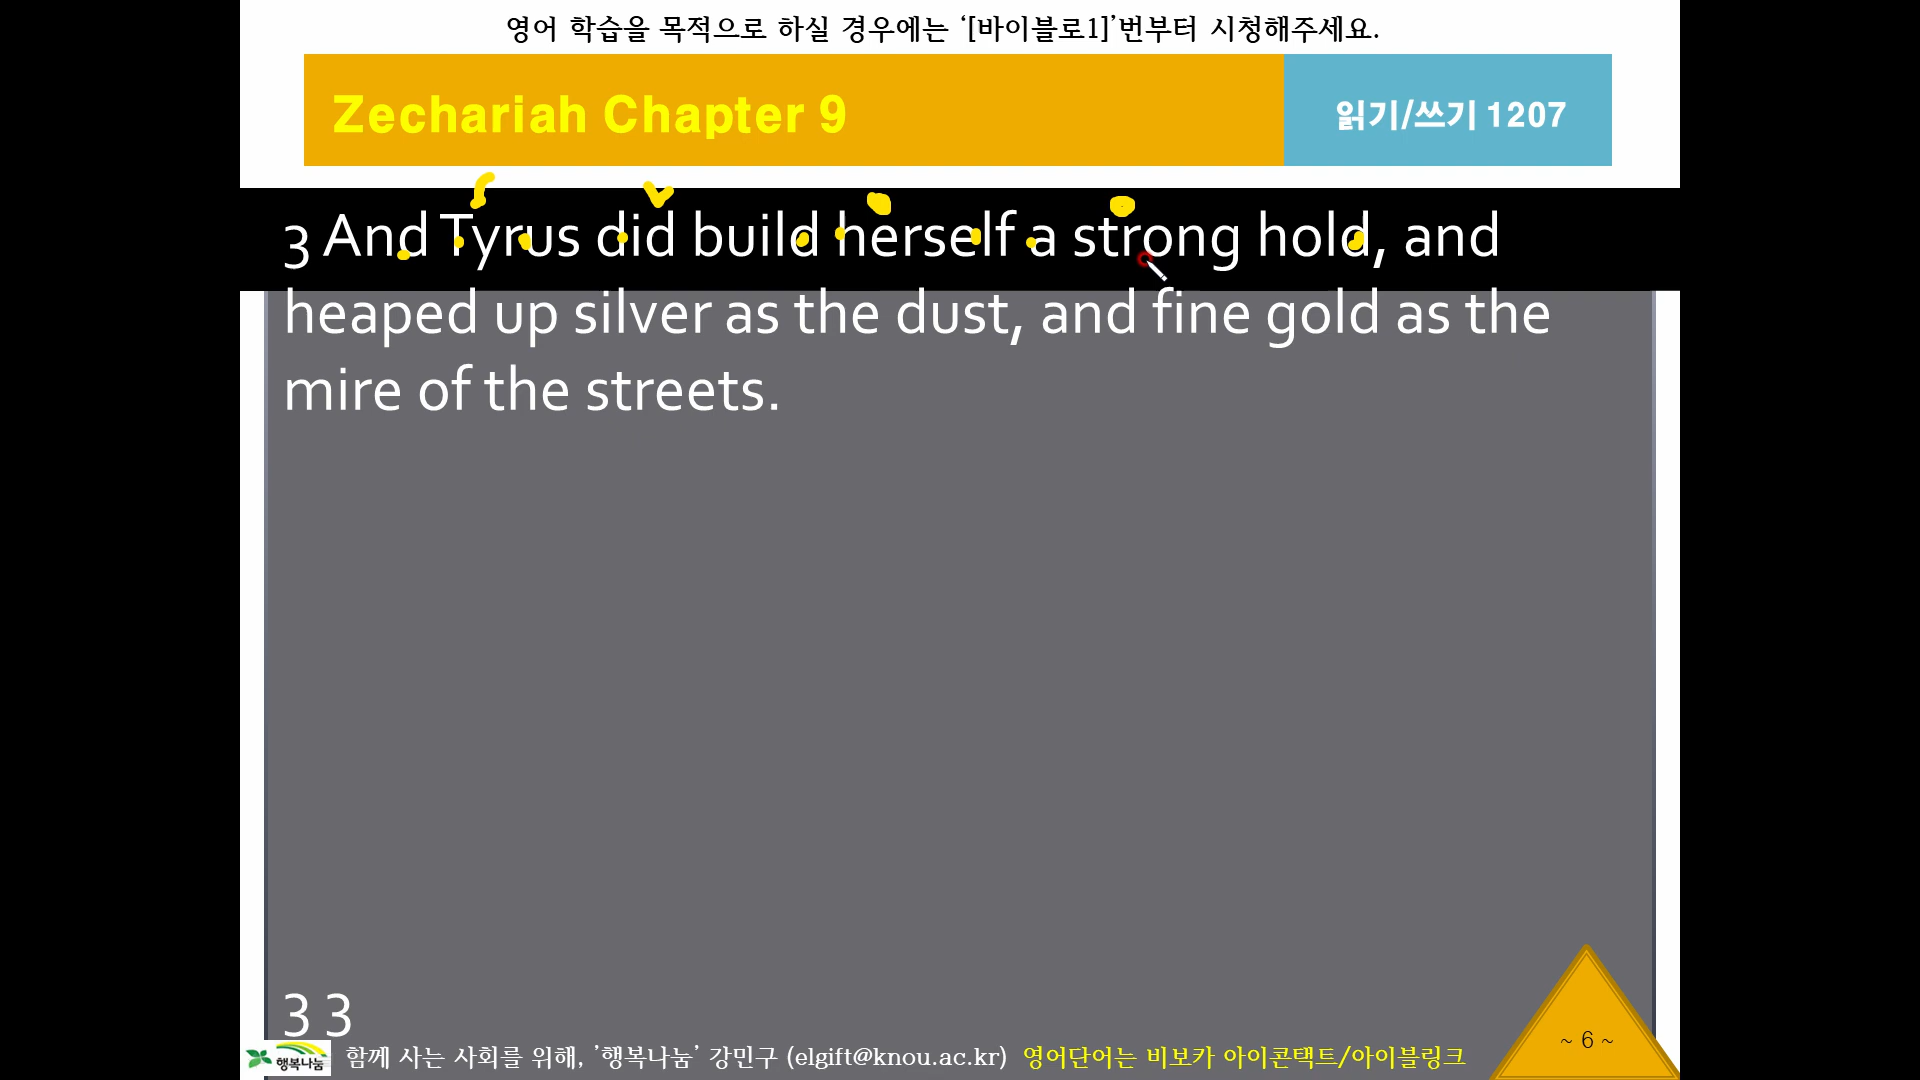 영어 학습을 목적으로 하실 경우에는 ‘[바이블로1]’번부터 시청해주세요.
Zechariah Chapter 9
읽기/쓰기 1207
3 And Tyrus did build herself a strong hold, and
heaped up silver as the dust, and fine gold as the
mire of the streets.
3 3
~ 6 ~
행복나눔
함께 사는 사회를 위해, ’행복나눔’ 강민구 (elgift@knou.ac.kr) 영어단어는 비보카 아이콘택트/아이블링크